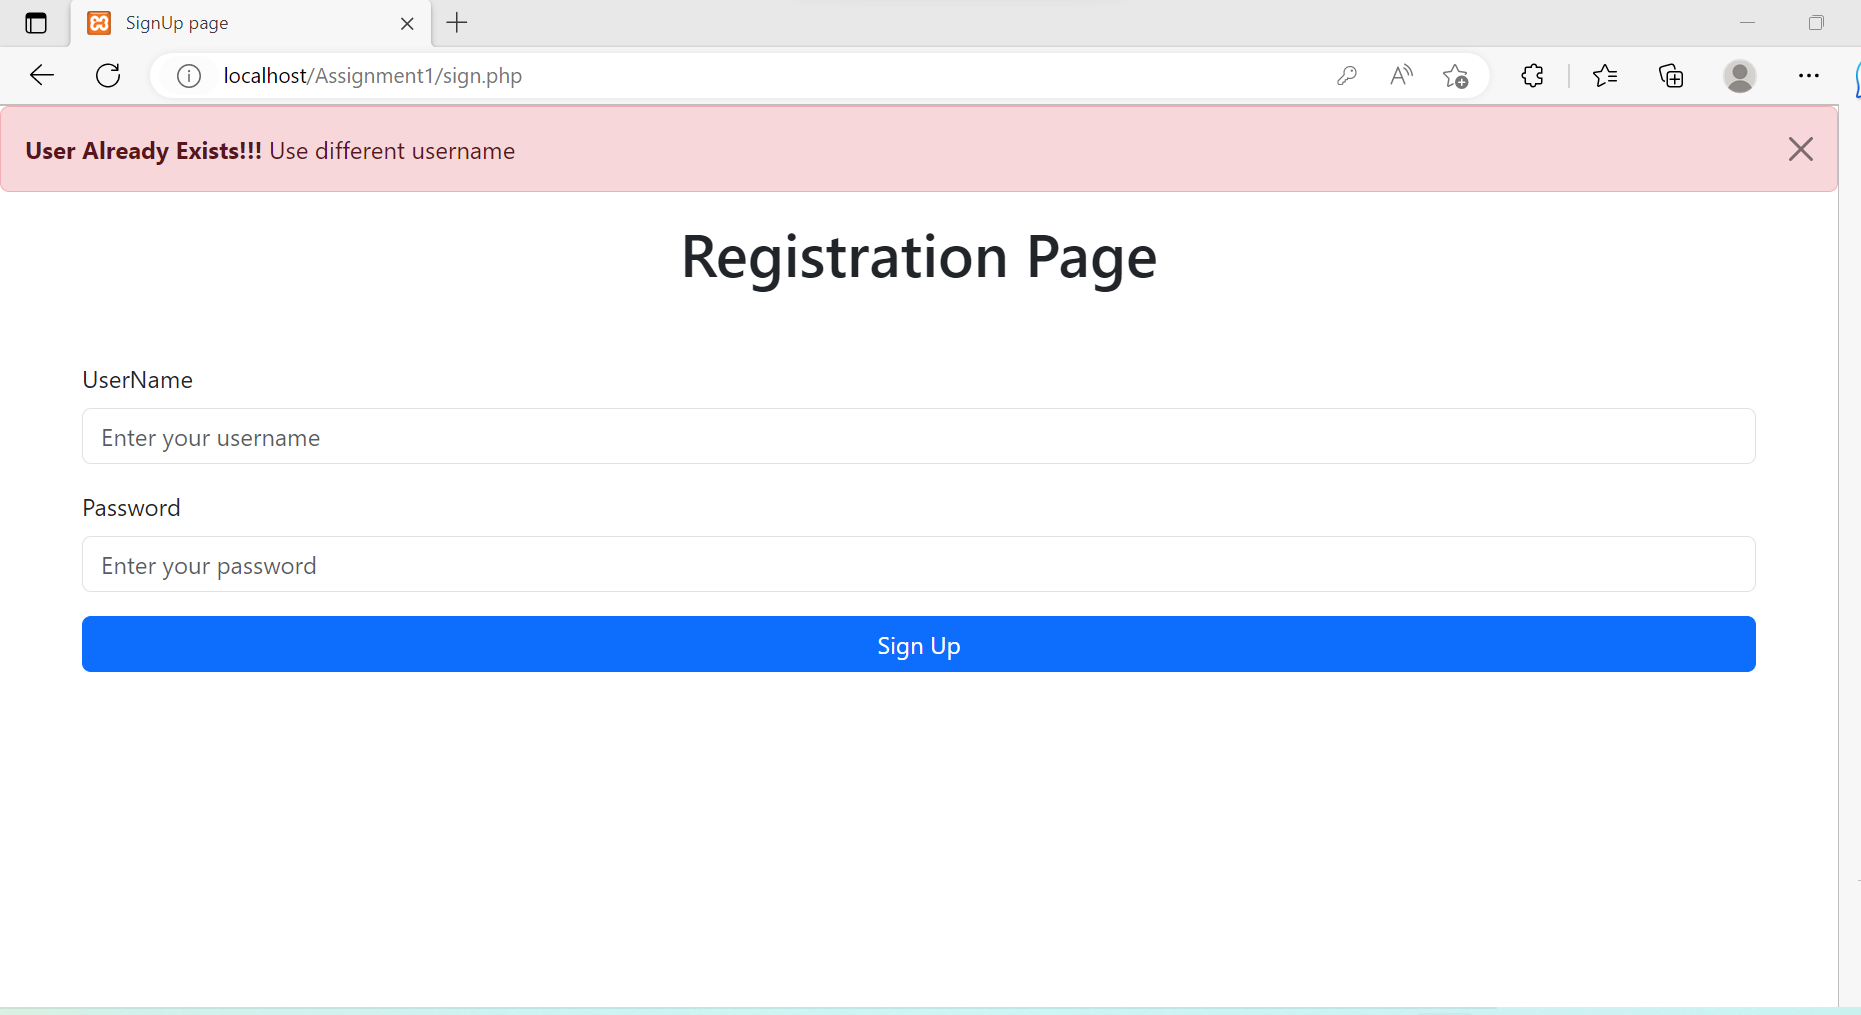 SignUp page
localhost/Assignment1/sign.php
User Already Exists!!! Use different username
Registration Page
UserName
Enter your username
Password
Enter your password
Sign Up